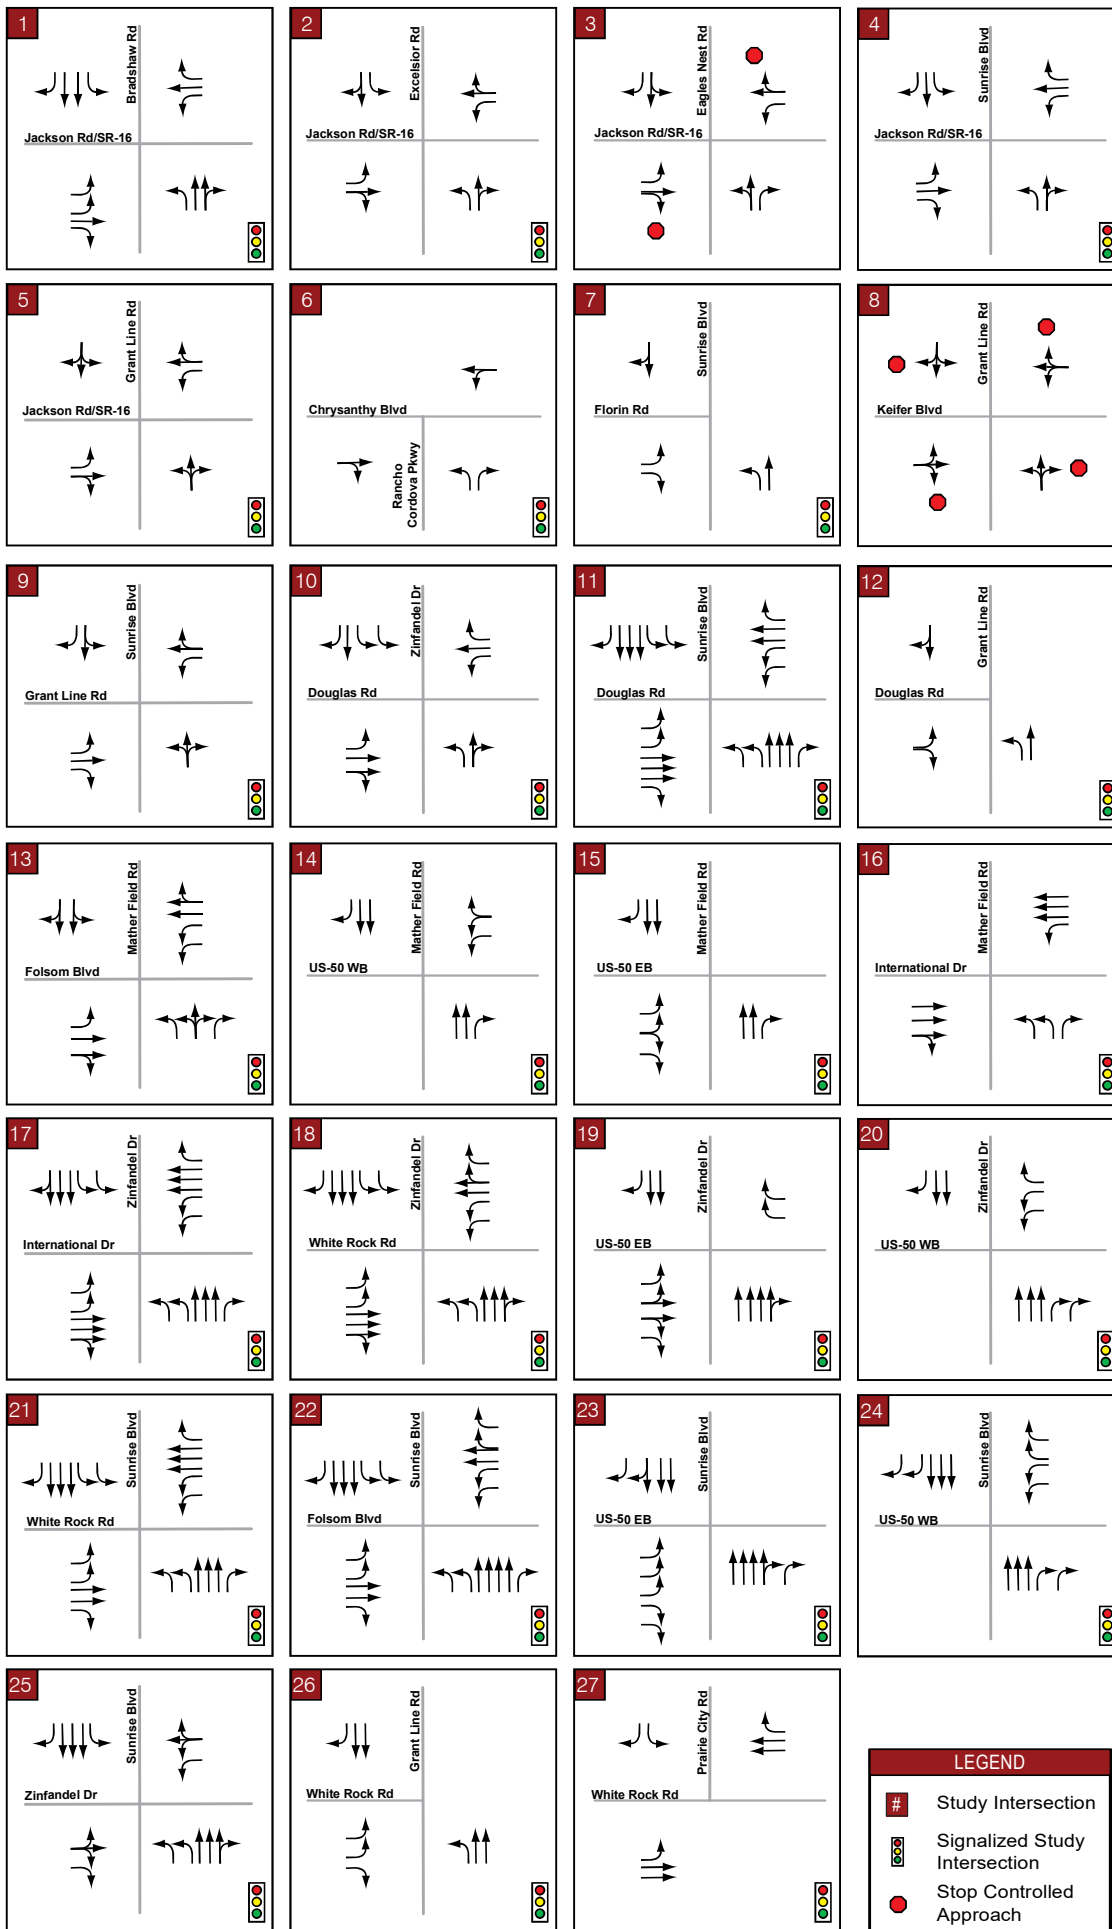 1
Bradshaw Rd
Jackson Rd/SR-16
2
Excelsior Rd
Jackson Rd/SR-16
3
Eagles Nest Rd
Jackson Rd/SR-16
4
Sunrise Blvd
Jackson Rd/SR-16
5
Grant Line Rd
Jackson Rd/SR-16
6
Chrysanthy Blvd
Rancho
Cordova Pkwy
7
Sunrise Blvd
Florin Rd
8
Grant Line Rd
Keifer Blvd
9
Sunrise Blvd
Grant Line Rd
10
Zinfandel Dr
Douglas Rd
11
Sunrise Blvd
Douglas Rd
12
Grant Line Rd
Douglas Rd
13
Mather Field Rd
Folsom Blvd
14
Mather Field Rd
US-50 WB
15
Mather Field Rd
US-50 EB
16
Mather Field Rd
International Dr
17
Zinfandel Dr
International Dr
18
Zinfandel Dr
White Rock Rd
19
Zinfandel Dr
US-50 EB
20
Zinfandel Dr
US-50 WB
21
Sunrise Blvd
White Rock Rd
22
Sunrise Blvd
Folsom Blvd
23
Sunrise Blvd
US-50 EB
24
Sunrise Blvd
US-50 WB
25
Sunrise Blvd
Zinfandel Dr
26
Grant Line Rd
White Rock Rd
27
Prairie City Rd
White Rock Rd
LEGEND
# Study Intersection
Signalized Study
Intersection
Stop Controlled
Approach